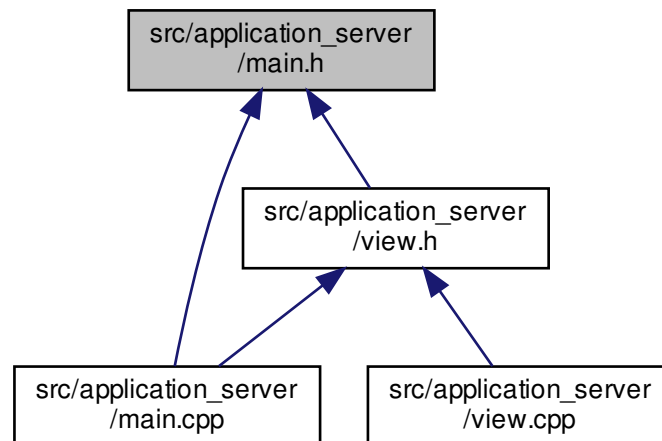 src/application_server
/main.h
src/application_server
/view.h
src/application_server
/main.cpp
src/application_server
/view.cpp